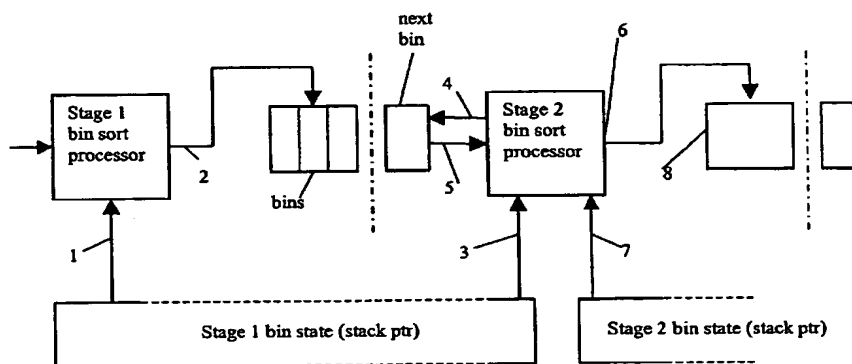 next
bin
6
4
Stage 1
bin sort
processor
Stage 2
bin sort
processor
2
5
8
bins
1
3
7
Stage 1 bin state (stack ptr)
Stage 2 bin state (stack ptr)